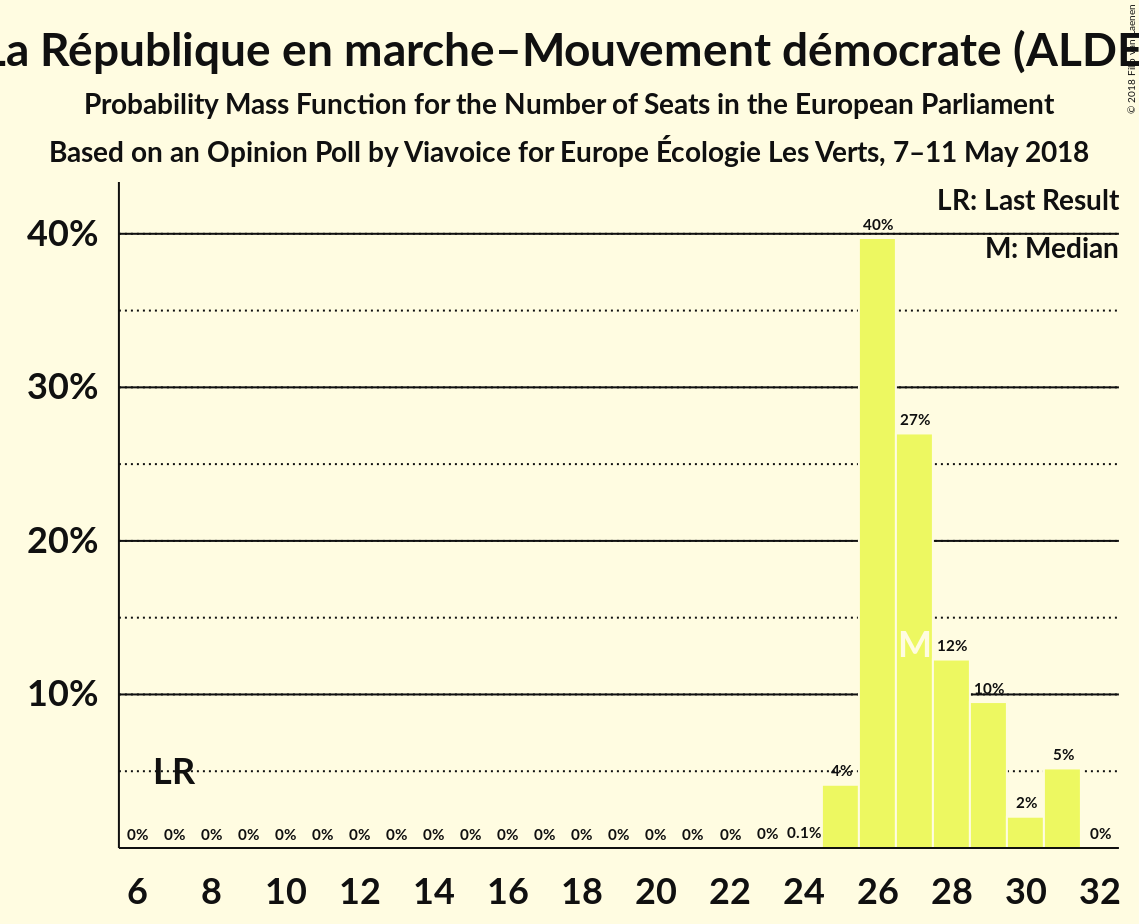 La République en marche–Mouvement démocrate (ALDE
Probability Mass Function for the Number of Seats in the European Parliament
Based on an Opinion Poll by Viavoice for Europe Écologie Les Verts, 7–11 May 2018
© 2018
LR: Last Result
M: Median
40%
30%
20%
10%
40%
27%
M
12%
10%
LR
4%
2%
5%
0% 0% 0% 0% 0% 0% 0% 0% 0% 0% 0% 0% 0% 0% 0% 0% 0% 0% 0.1% 0%
6 8 10 12 14 16 18 20 22 24 26 28 30 32